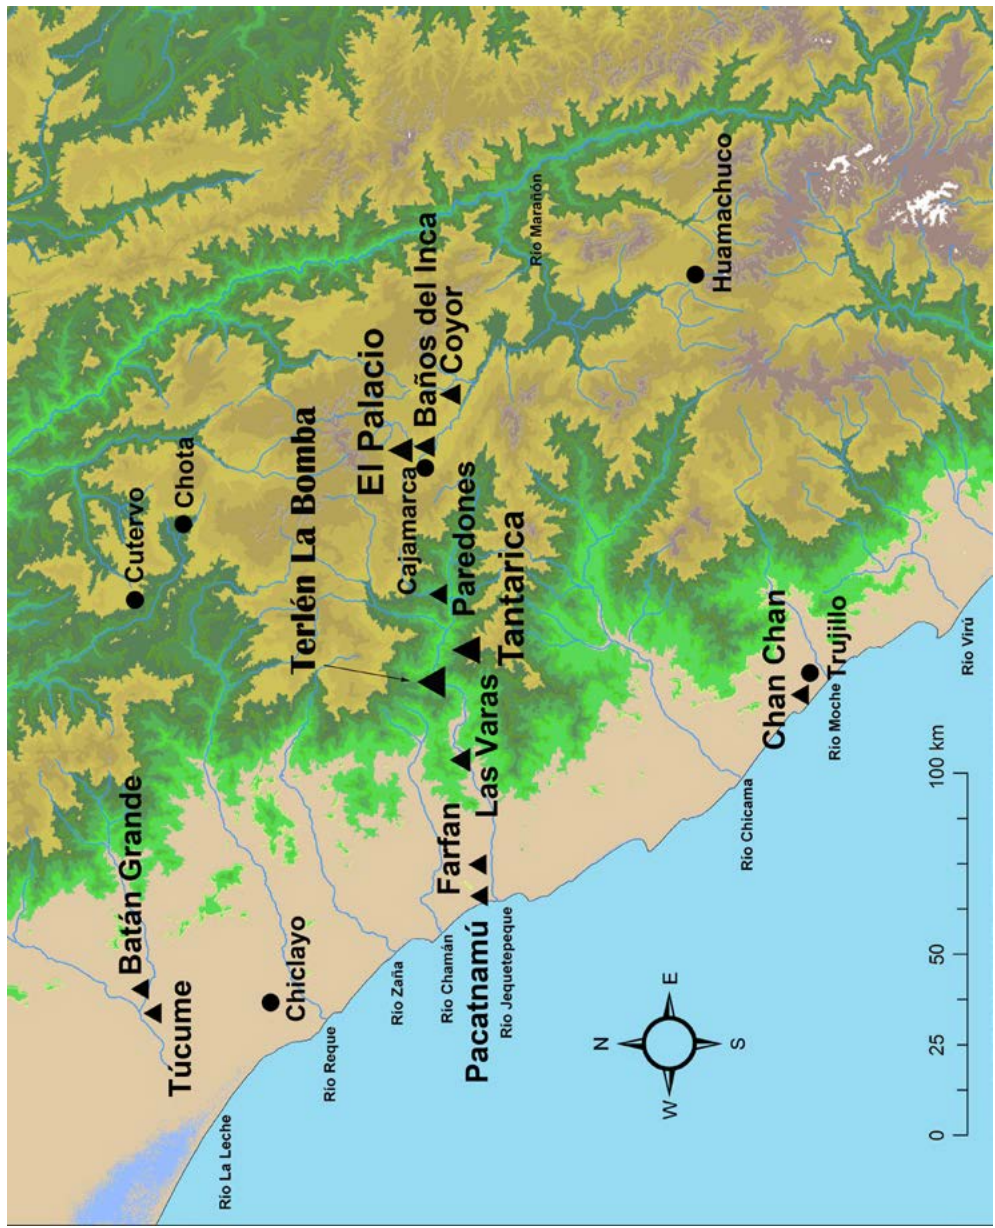 Batán Grande
Túcume
Cutervo
Chota
Chiclayo
Río La Leche
Río Reque
Terlén La Bomba
El Palacio
Cajamarca
Baños del Inca
Coyor
Río Marañón
Paredones
Tantarica
Las Varas
Farfan
Pacatnamú
Río Zaña
Río Chamán
Río Jequetepeque
Huamachuco
Río Chicama
Chan Chan
Trujillo
Río Moche
Río Virú
N
W
E
S
0 25 50 100 km